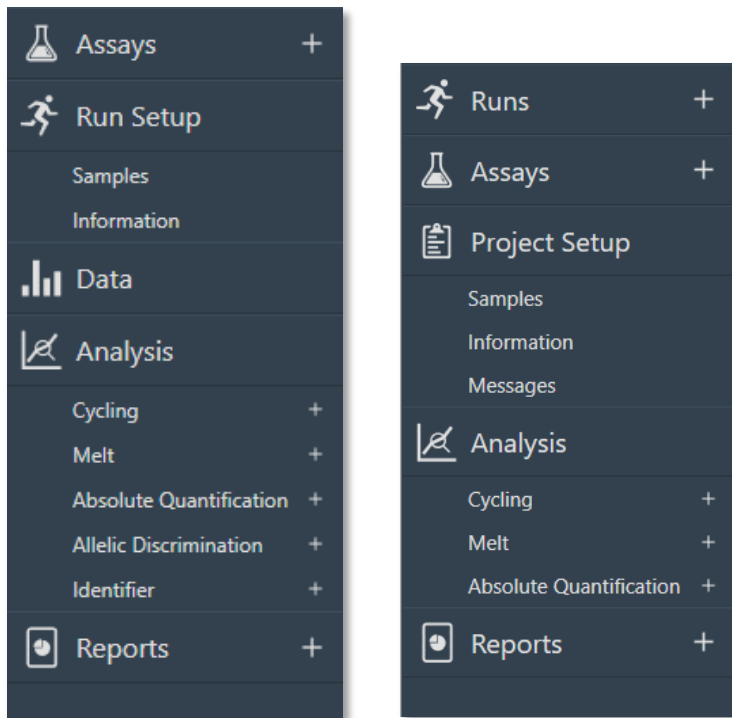 Assays +
Run Setup
Samples
Information
Data
Analysis
Cycling +
Melt +
Absolute Quantification +
Allelic Discrimination +
Identifier +
Reports +
Runs +
Assays +
Project Setup
Samples
Information
Messages
Analysis
Cycling +
Melt +
Absolute Quantification +
Reports +